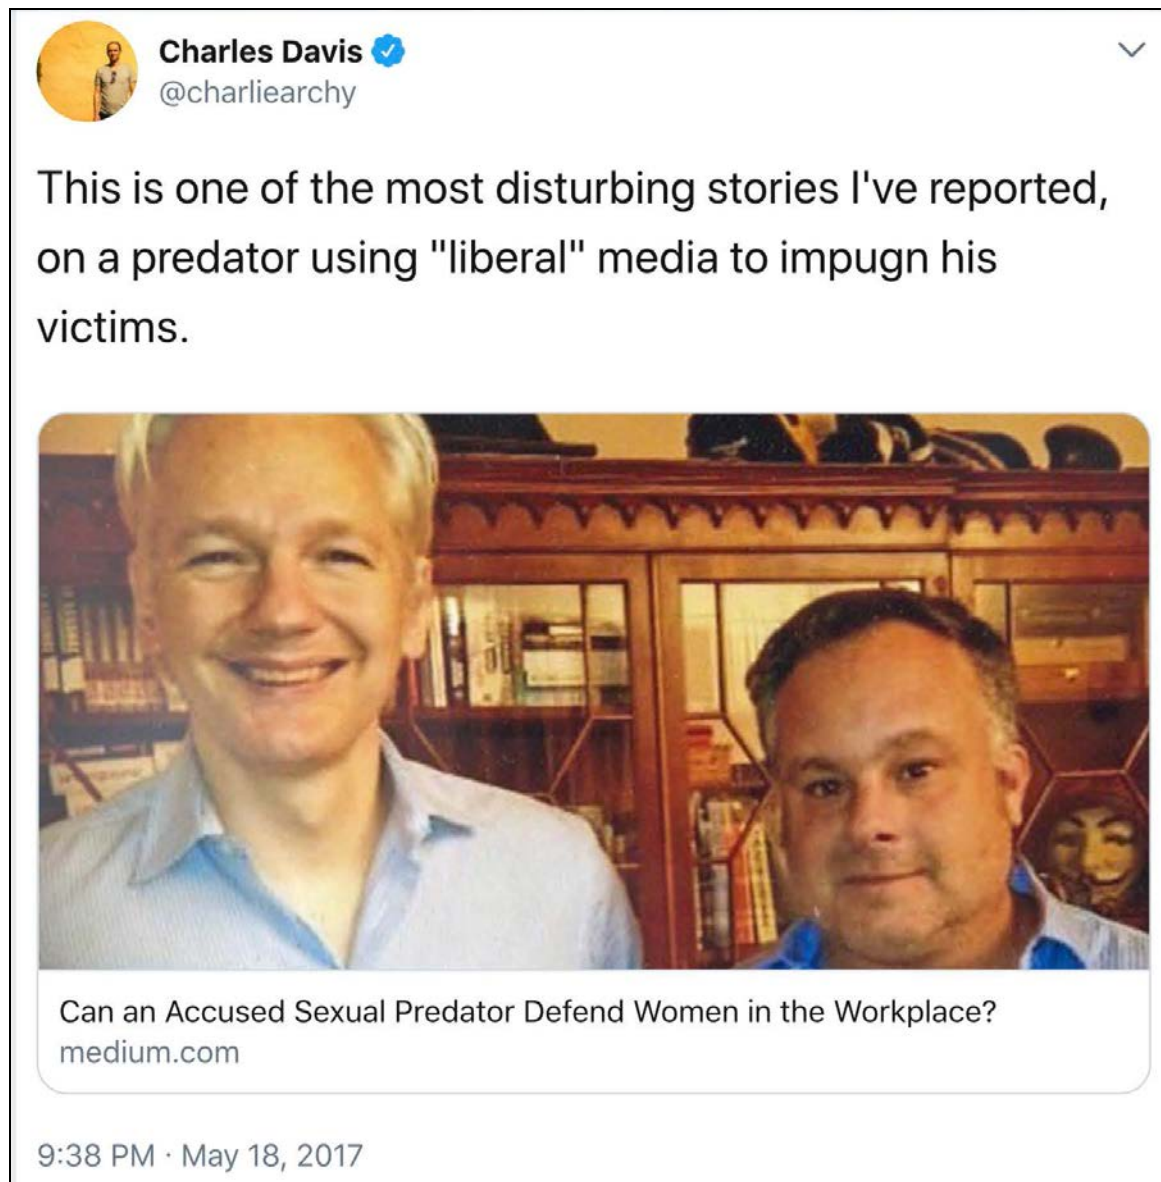 Charles Davis
@charliearchy
This is one of the most disturbing stories I've reported,
on a predator using "liberal" media to impugn his
victims.
Can an Accused Sexual Predator Defend Women in the Workplace?
medium.com
9:38 PM · May 18, 2017